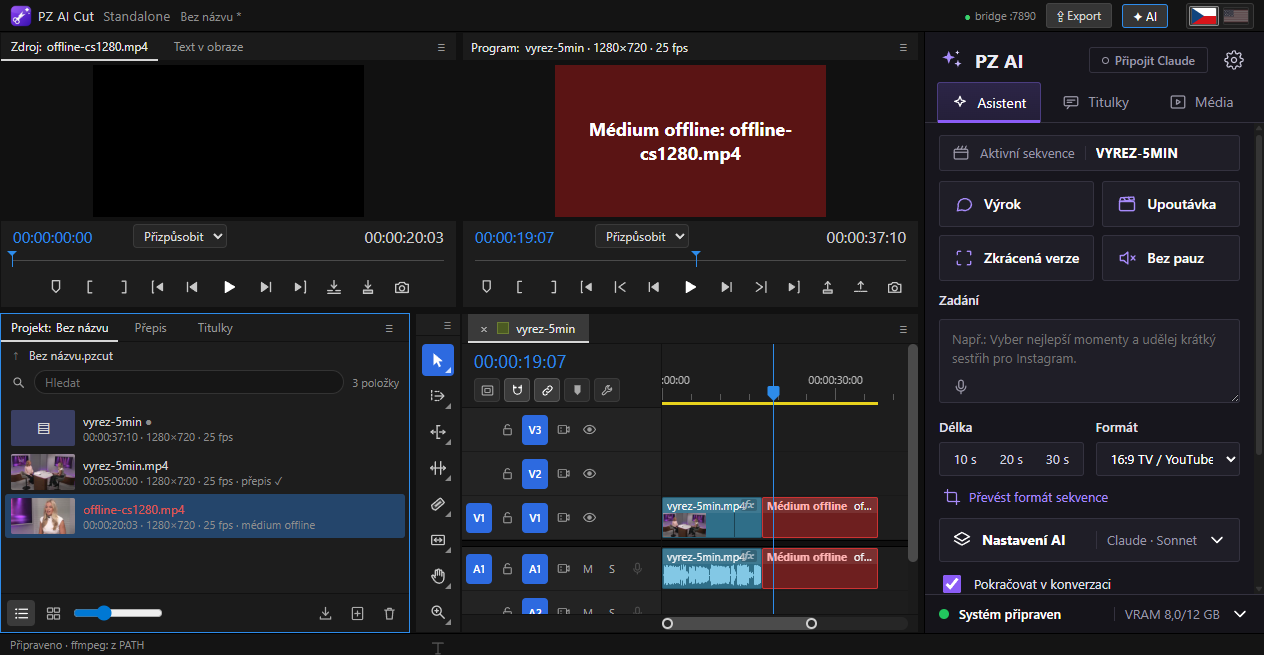 PZ AI Cut Standalone Bez názvu *
bridge :7890 Export AI
Zdroj: offline-cs1280.mp4 Text v obraze
00:00:00:00 Přizpůsobit 00:00:20:03
Program: vyrez-5min · 1280×720 · 25 fps
Médium offline: offline-
cs1280.mp4
00:00:19:07 Přizpůsobit 00:00:37:10
Projekt: Bez názvu Přepis Titulky
↑ Bez názvu.pzcut
Hledat 3 položky
vyrez-5min
00:00:37:10 · 1280×720 · 25 fps
vyrez-5min.mp4
00:05:00:00 · 1280×720 · 25 fps · přepis ✓
offline-cs1280.mp4
00:00:20:03 · 1280×720 · 25 fps · médium offline
× vyrez-5min
00:00:19:07
:00:00 00:00:30:00
V3
V2
V1 V1
vyrez-5min.mp4 fx Médium offline of...
A1 A1 M S
vyrez-5min.mp4 fx Médium offline of...
A2 M S
PZ AI Připojit Claude
Asistent Titulky Média
Aktivní sekvence VYREZ-5MIN
Výrok Upoutávka
Zkrácená verze Bez pauz
Zadání
Např.: Vyber nejlepší momenty a udělej krátký
sestřih pro Instagram.
Délka Formát
10 s 20 s 30 s 16:9 TV / YouTube
Převést formát sekvence
Nastavení AI Claude · Sonnet
Pokračovat v konverzaci
Systém připraven VRAM 8,0/12 GB
Připraveno · ffmpeg: z PATH